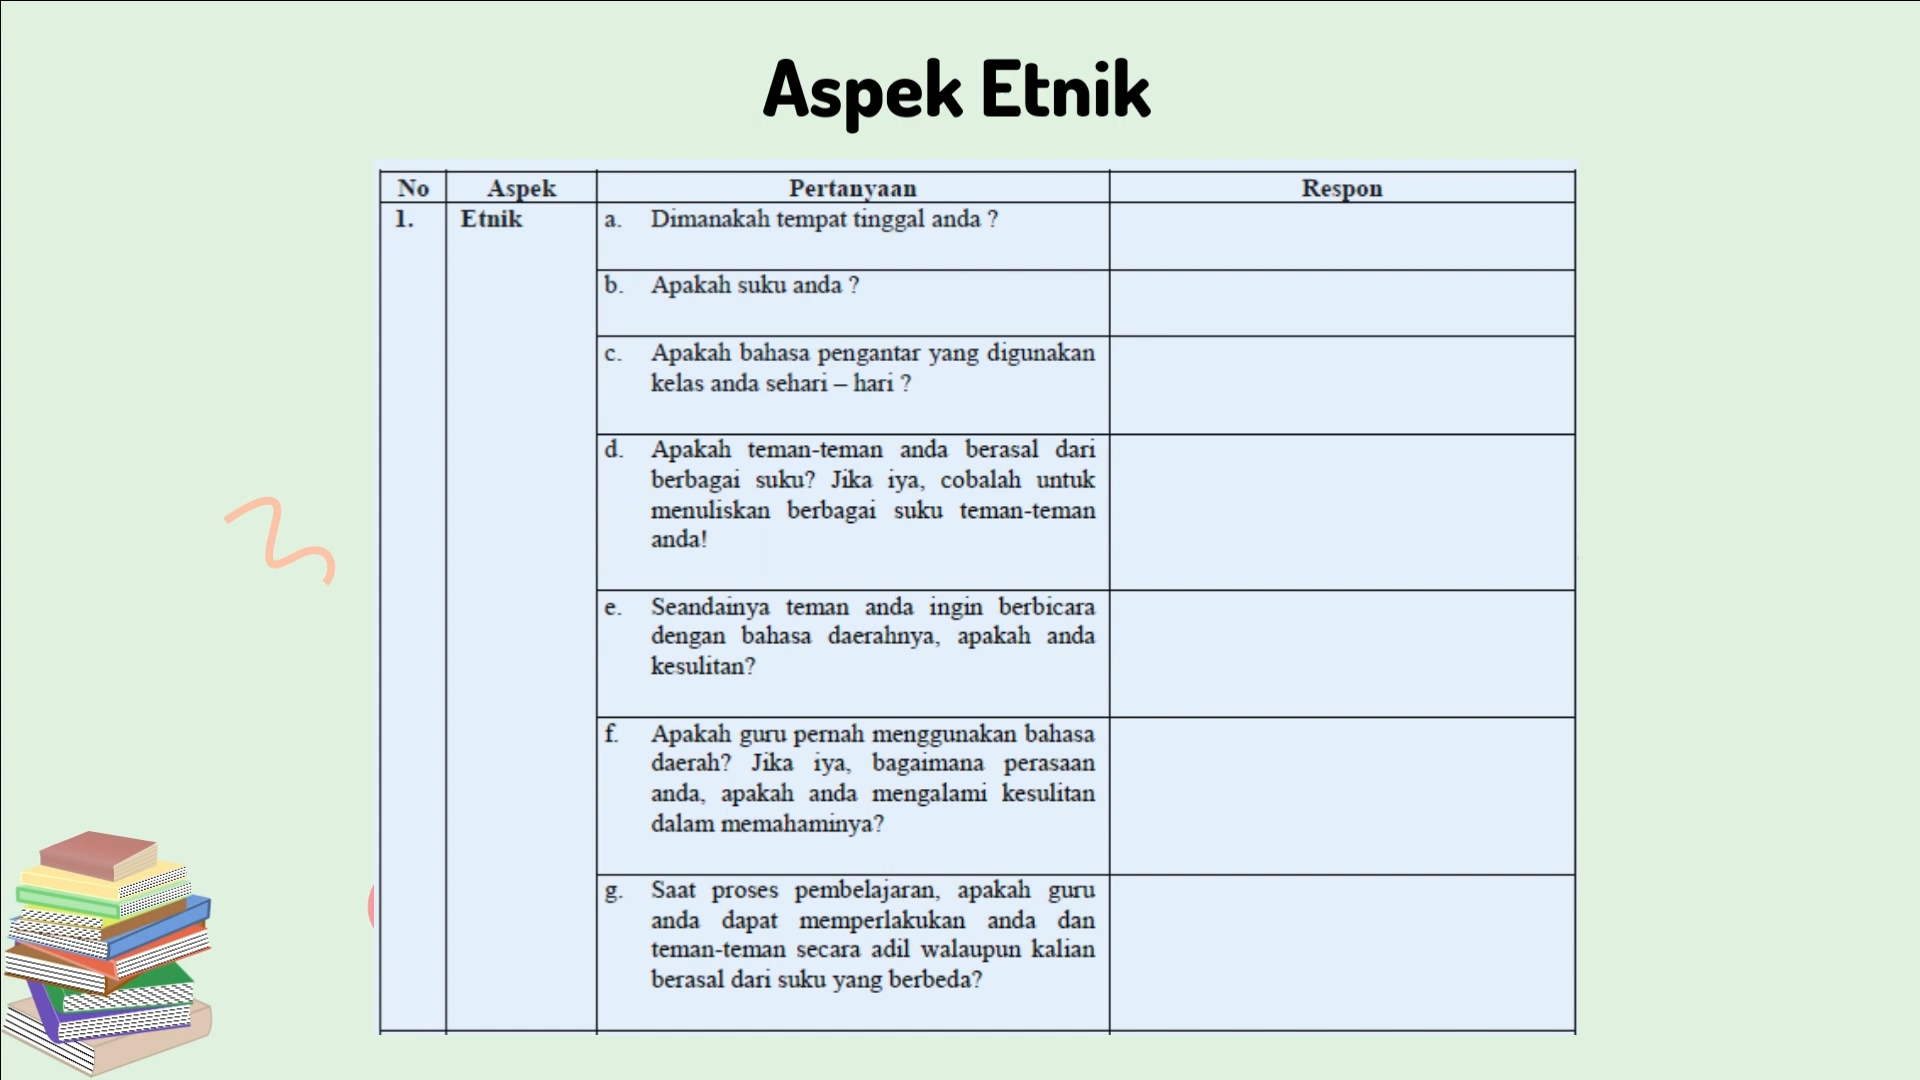 Aspek Etnik
No Aspek Pertanyaan Respon
1. Etnik a. Dimanakah tempat tinggal anda ?
b. Apakah suku anda ?
c. Apakah bahasa pengantar yang digunakan
kelas anda sehari – hari ?
d. Apakah teman-teman anda berasal dari
berbagai suku? Jika iya, cobalah untuk
menuliskan berbagai suku teman-teman
anda!
e. Seandainya teman anda ingin berbicara
dengan bahasa daerahnya, apakah anda
kesulitan?
f. Apakah guru pernah menggunakan bahasa
daerah? Jika iya, bagaimana perasaan
anda, apakah anda mengalami kesulitan
dalam memahaminya?
g. Saat proses pembelajaran, apakah guru
anda dapat memperlakukan anda dan
teman-teman secara adil walaupun kalian
berasal dari suku yang berbeda?